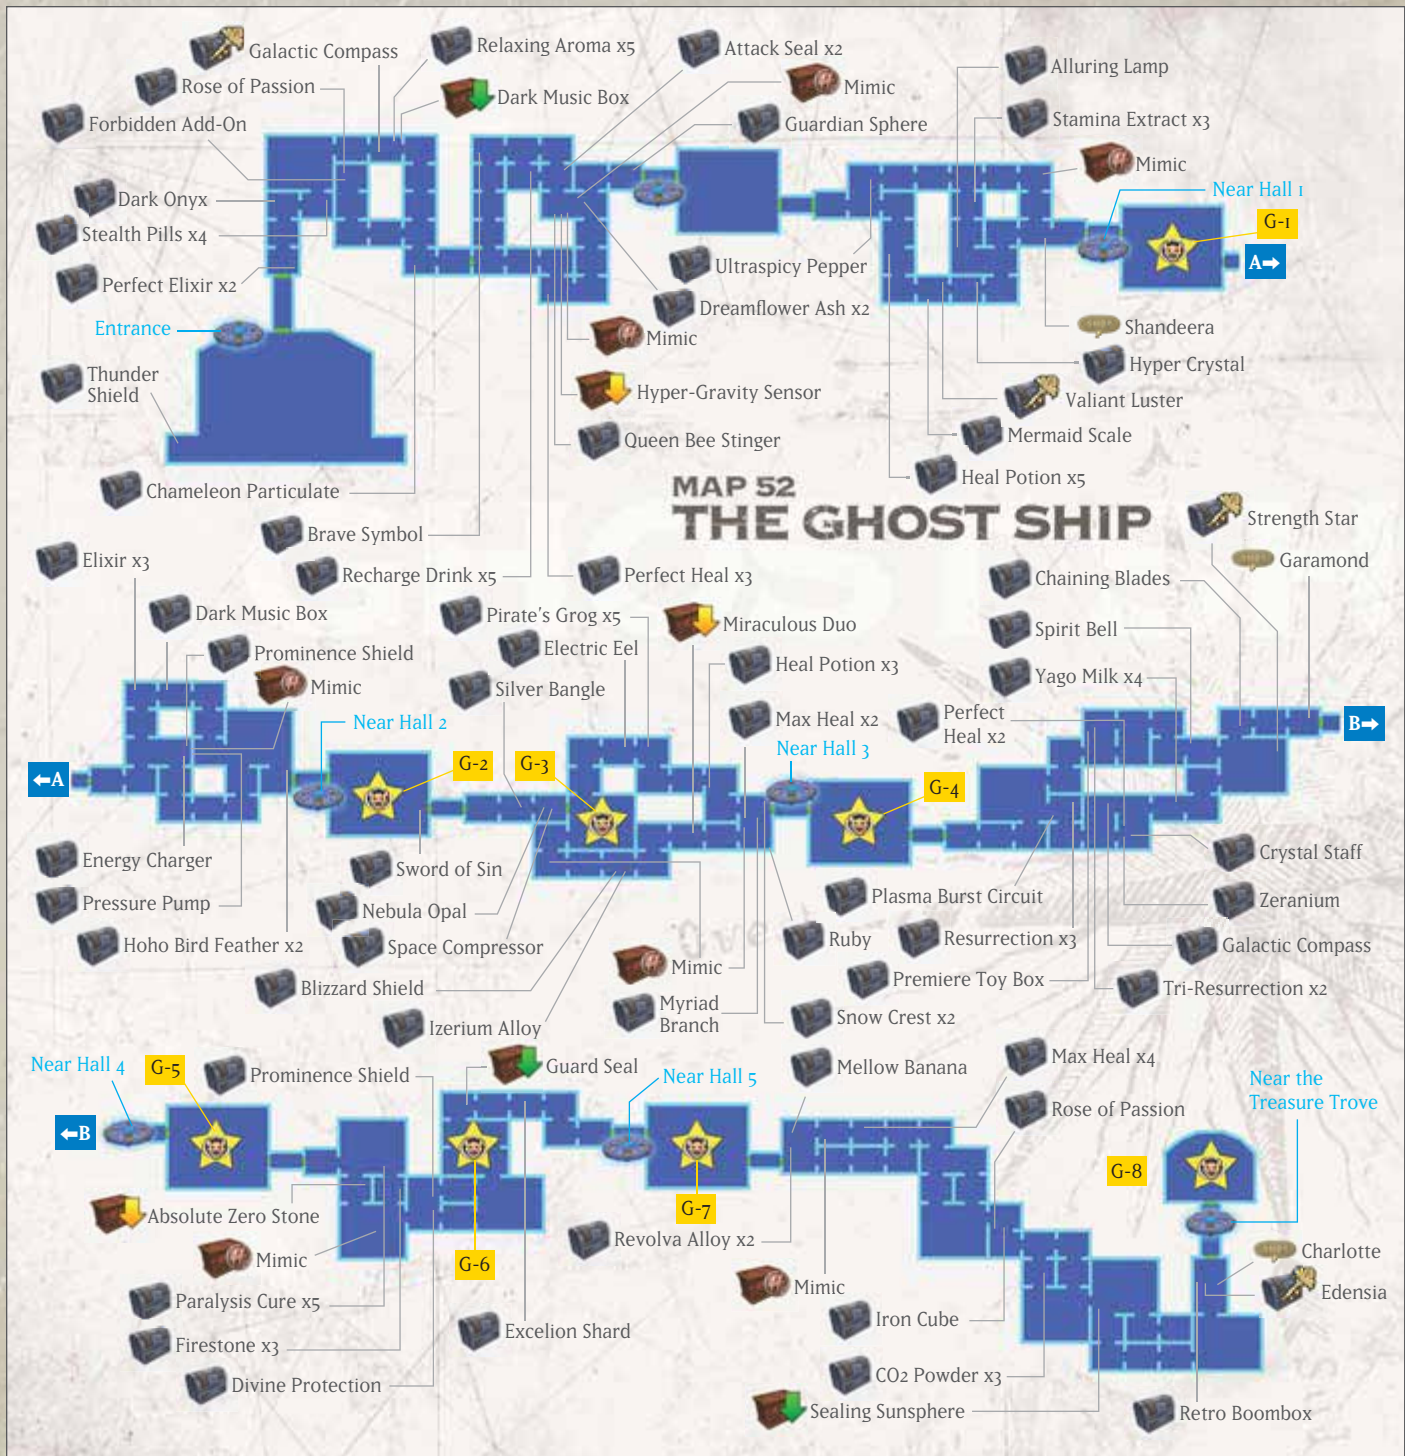 Galactic Compass
Relaxing Aroma x5
Attack Seal x2
Rose of Passion
Dark Music Box
Mimic
Alluring Lamp
Forbidden Add-On
Guardian Sphere
Stamina Extract x3
Mimic
Dark Onyx
Near Hall 1
Stealth Pills x4
G-1
Perfect Elixir x2
Ultraspicy Pepper
A➡
Entrance
Dreamflower Ash x2
Shandeera
Mimic
Hyper Crystal
Thunder
Shield
Hyper-Gravity Sensor
Valiant Luster
Queen Bee Stinger
Mermaid Scale
Chameleon Particulate
Heal Potion x5
MAP 52
THE GHOST SHIP
Brave Symbol
Strength Star
Elixir x3
Recharge Drink x5
Perfect Heal x3
Garamond
Chaining Blades
Dark Music Box
Pirate's Grog x5
Miraculous Duo
Spirit Bell
Prominence Shield
Electric Eel
Heal Potion x3
Yago Milk x4
Mimic
Silver Bangle
Max Heal x2
Perfect
Heal x2
Near Hall 2
Near Hall 3
B➡
⬅A
G-2
G-3
G-4
Energy Charger
Sword of Sin
Crystal Staff
Pressure Pump
Nebula Opal
Plasma Burst Circuit
Zeranium
Hoho Bird Feather x2
Space Compressor
Ruby
Resurrection x3
Galactic Compass
Mimic
Premiere Toy Box
Tri-Resurrection x2
Blizzard Shield
Myriad
Branch
Snow Crest x2
Izerium Alloy
Near Hall 4
G-5
Prominence Shield
Guard Seal
Near Hall 5
Mellow Banana
Max Heal x4
Near the
Treasure Trove
Rose of Passion
⬅B
G-8
Absolute Zero Stone
G-7
Mimic
G-6
Revolva Alloy x2
Charlotte
Paralysis Cure x5
Mimic
Edensia
Firestone x3
Excelion Shard
Iron Cube
Divine Protection
CO2 Powder x3
Sealing Sunsphere
Retro Boombox